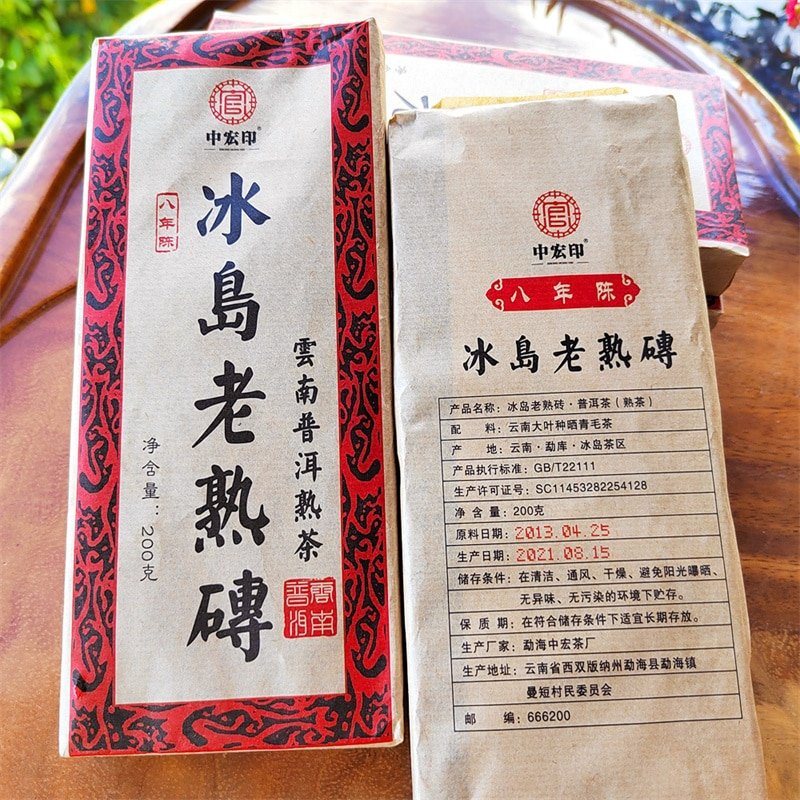 官
中宏印®
八年陈
冰島老熟磚
雲南普洱熟茶
净含量：200克
雲南
普洱
官
中宏印®
八年陈
冰島老熟磚
产品名称：冰岛老熟砖·普洱茶（熟茶）
配 料：云南大叶种晒青毛茶
产 地：云南·勐库·冰岛茶区
产品执行标准：GB/T22111
生产许可证号：SC11453282254128
净 含 量：200克
原料日期：2013.04.25
生产日期：2021.08.15
储存条件：在清洁、通风、干燥、避免阳光曝晒、
无异味、无污染的环境下贮存。
保 质 期：在符合储存条件下适宜长期存放。
生产厂家：勐海中宏茶厂
生产地址：云南省西双版纳州勐海县勐海镇
曼短村民委员会
邮 编：666200